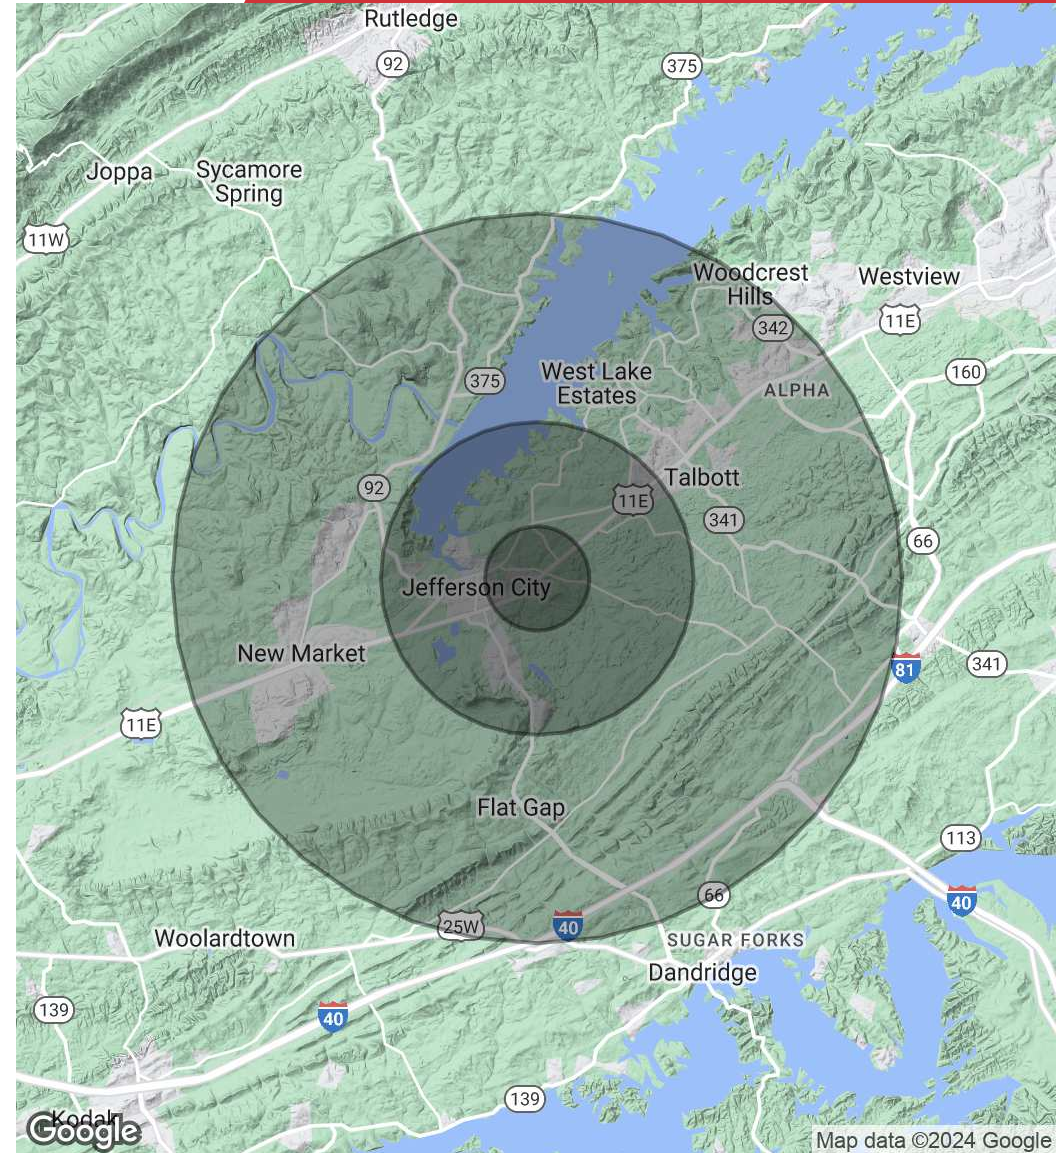 Rutledge
92
375
Joppa
Sycamore
Spring
11W
Woodcrest
Hills
Westview
11E
342
375
West Lake
Estates
160
ALPHA
92
Talbott
11E
341
66
Jefferson City
New Market
81
341
11E
Flat Gap
113
66
40
25W
40
Woolardtown
SUGAR FORKS
Dandridge
139
40
139
Kodak
Google
Map data ©2024 Google